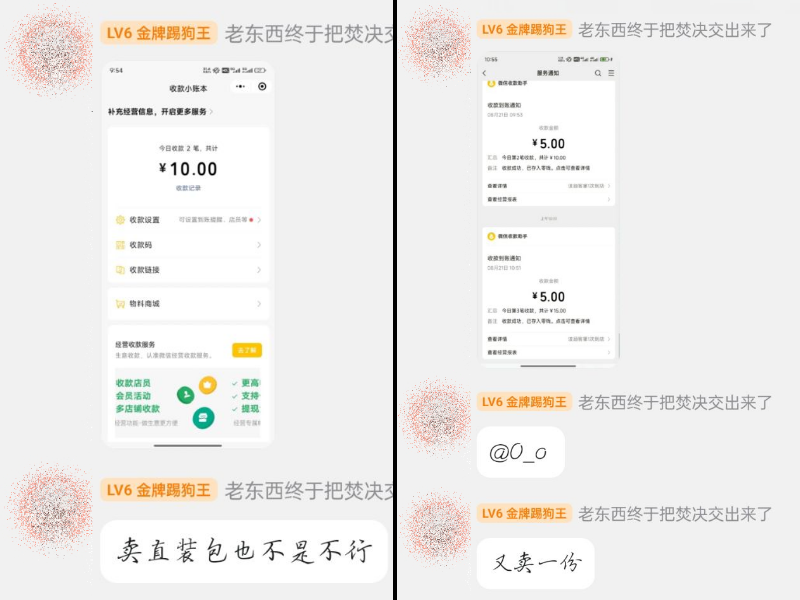 LV6 金牌踢狗王 老东西终于把焚决交
9:54
收款小账本
补充经营信息，开启更多服务
今日收款 2 笔，共计
¥10.00
收款记录
收款设置 可设置到账提醒、店员等
收款码
收款链接
物料商城
经营收款服务
生意收款，认准微信经营收款服务。
去了解
收款店员
会员活动
多店铺收款
更高
支持
提现
经营功能·做生意更方便
经营专属
LV6 金牌踢狗王 老东西终于把焚决交
卖直装包也不是不行
LV6 金牌踢狗王 老东西终于把焚决交出来了
10:55
服务通知
微信收款助手
收款到账通知
08月21日 09:53
收款金额
¥5.00
汇总 今日第2笔收款，共计 ¥10.00
备注 收款成功，已存入零钱。点击可查看详情
查看详情
查看经营报表
微信收款助手
收款到账通知
08月21日 10:01
收款金额
¥5.00
汇总 今日第3笔收款，共计 ¥15.00
备注 收款成功，已存入零钱。点击可查看详情
查看详情
查看经营报表
LV6 金牌踢狗王 老东西终于把焚决交出来了
@O_o
LV6 金牌踢狗王 老东西终于把焚决交出来了
又卖一份